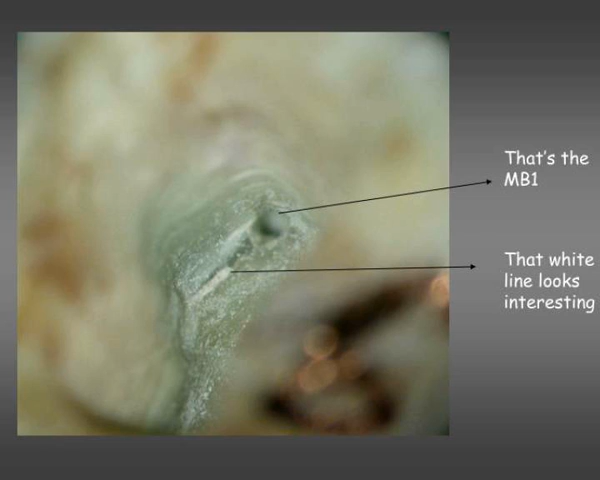 That's the
MB1
That white
line looks
interesting